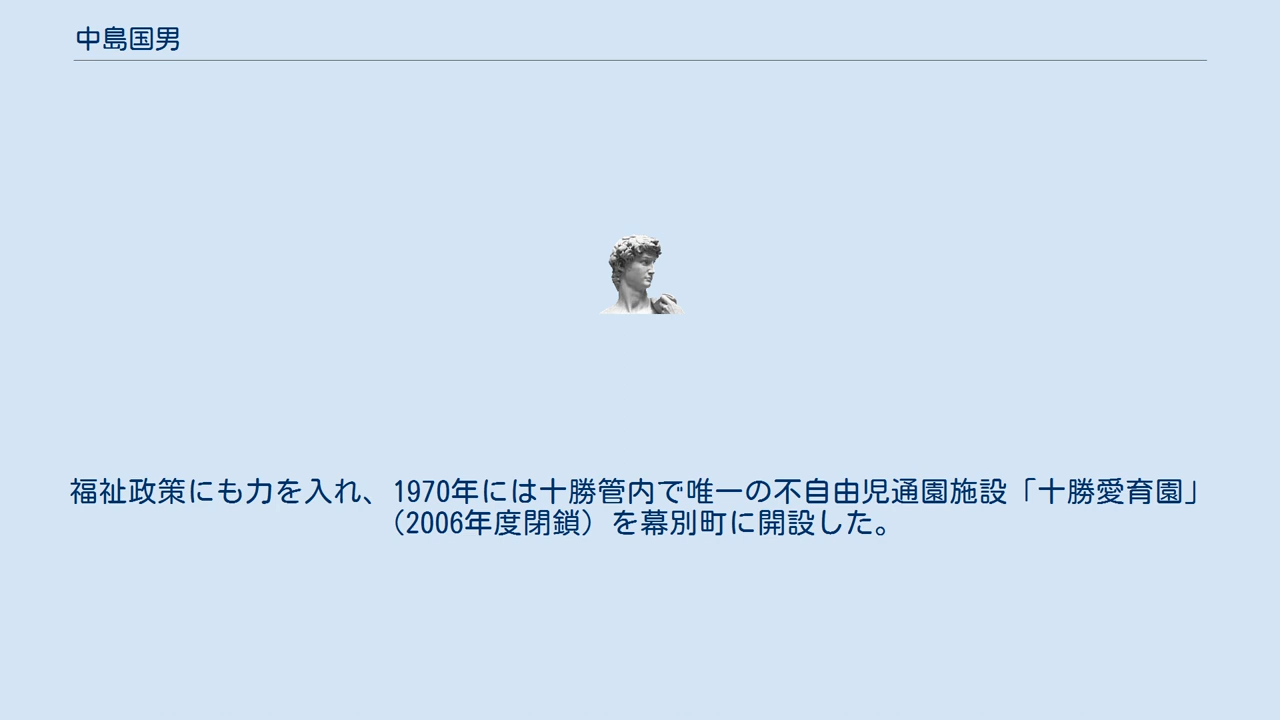 中島国男
福祉政策にも力を入れ、1970年には十勝管内で唯一の不自由児通園施設「十勝愛育園」
（2006年度閉鎖）を幕別町に開設した。